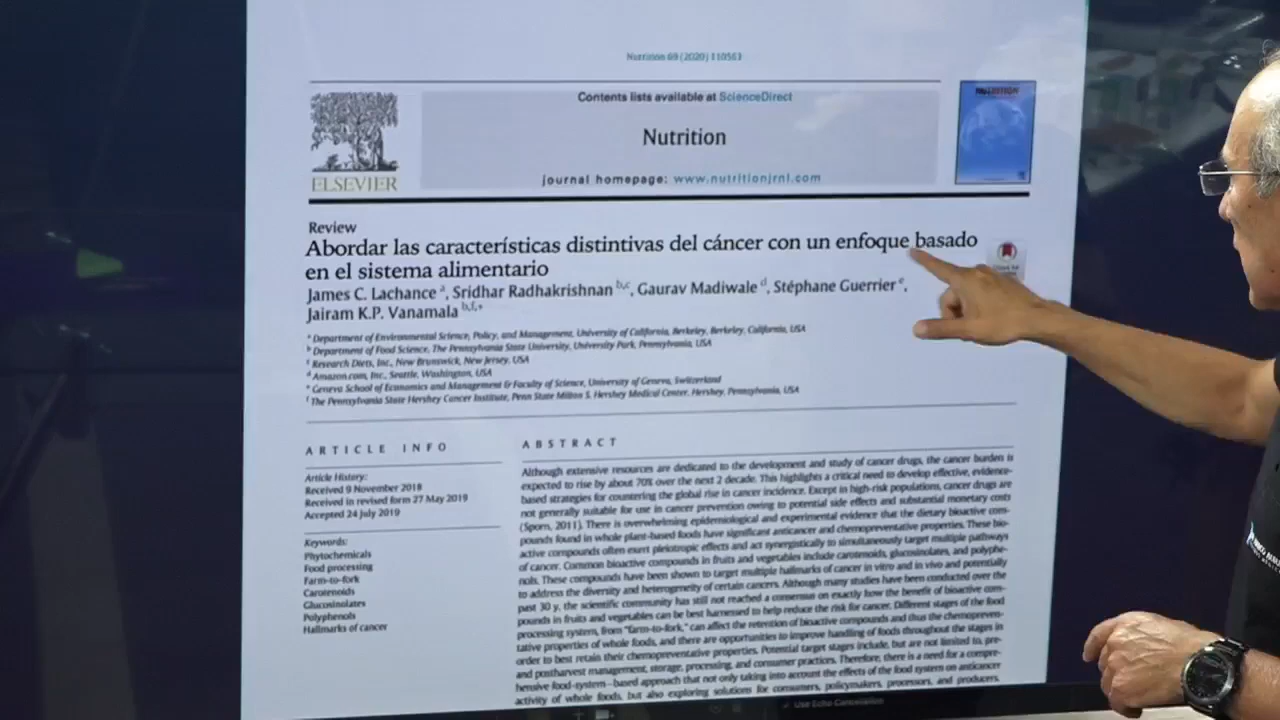 Nutrition 69 (2020) 110563
Contents lists available at ScienceDirect
NUTRITION
Nutrition
ELSEVIER
journal homepage: www.nutritionjrnl.com
Review
Abordar las características distintivas del cáncer con un enfoque basado
en el sistema alimentario
James C. Lachance a, Sridhar Radhakrishnan b,c, Gaurav Madiwale d, Stéphane Guerrier e,
Jairam K.P. Vanamala b,f,*
a Department of Environmental Science, Policy, and Management, University of California, Berkeley, Berkeley, California, USA
b Department of Food Science, The Pennsylvania State University, University Park, Pennsylvania, USA
c Research Diets, Inc., New Brunswick, New Jersey, USA
d Amazon.com, Inc., Seattle, Washington, USA
e Geneva School of Economics and Management & Faculty of Science, University of Geneva, Switzerland
f The Pennsylvania State Hershey Cancer Institute, Penn State Milton S. Hershey Medical Center, Hershey, Pennsylvania, USA
ARTICLE INFO
Article History:
Received 9 November 2018
Received in revised form 27 May 2019
Accepted 24 July 2019
Keywords:
Phytochemicals
Food processing
Farm-to-fork
Carotenoids
Glucosinolates
Polyphenols
Hallmarks of cancer
ABSTRACT
Although extensive resources are dedicated to the development and study of cancer drugs, the cancer burden is
expected to rise by about 70% over the next 2 decade. This highlights a critical need to develop effective, evidence-
based strategies for countering the global rise in cancer incidence. Except in high-risk populations, cancer drugs are
not generally suitable for use in cancer prevention owing to potential side effects and substantial monetary costs
(Sporn, 2011). There is overwhelming epidemiological and experimental evidence that the dietary bioactive com-
pounds found in whole plant-based foods have significant anticancer and chemopreventative properties. These bio-
active compounds often exert pleiotropic effects and act synergistically to simultaneously target multiple pathways
of cancer. Common bioactive compounds in fruits and vegetables include carotenoids, glucosinolates, and polyphe-
nols. These compounds have been shown to target multiple hallmarks of cancer in vitro and in vivo and potentially
to address the diversity and heterogeneity of certain cancers. Although many studies have been conducted over the
past 30 y, the scientific community has still not reached a consensus on exactly how the benefit of bioactive com-
pounds in fruits and vegetables can be best harnessed to help reduce the risk for cancer. Different stages of the food
processing system, from "farm-to-fork," can affect the retention of bioactive compounds and thus the chemopreven-
tative properties of whole foods, and there are opportunities to improve handling of foods throughout the stages in
order to best retain their chemopreventative properties. Potential target stages include, but are not limited to, pre-
and postharvest management, storage, processing, and consumer practices. Therefore, there is a need for a compre-
hensive food-system–based approach that not only taking into account the effects of the food system on anticancer
activity of whole foods, but also exploring solutions for consumers, policymakers, processors, and producers.
Use Echo Cancellation